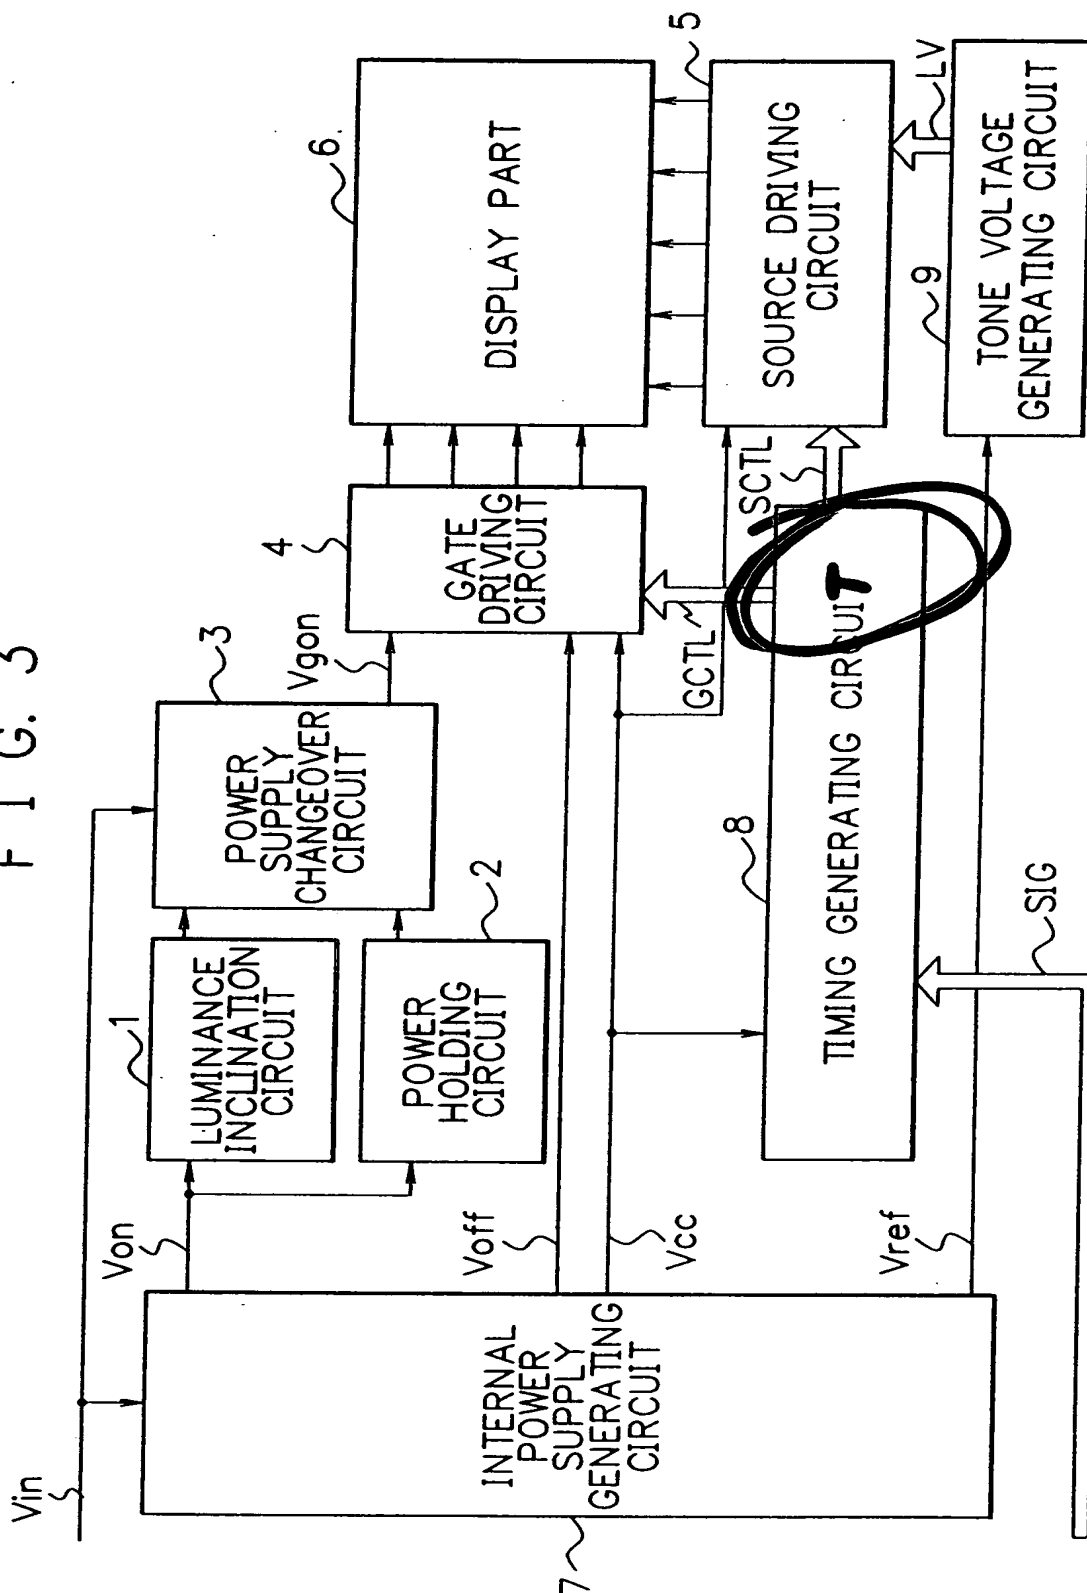 FIG. 3
Vin
7
INTERNAL
POWER
SUPPLY
GENERATING
CIRCUIT
Von
Voff
Vcc
Vref
1
LUMINANCE
INCLINATION
CIRCUIT
2
POWER
HOLDING
CIRCUIT
3
POWER
SUPPLY
CHANGEOVER
CIRCUIT
Vgon
4
GATE
DRIVING
CIRCUIT
6.
DISPLAY PART
5
SOURCE DRIVING
CIRCUIT
GCTL
SCTL
8
TIMING GENERATING CIRCUIT
SIG
9
TONE VOLTAGE
GENERATING CIRCUIT
LV